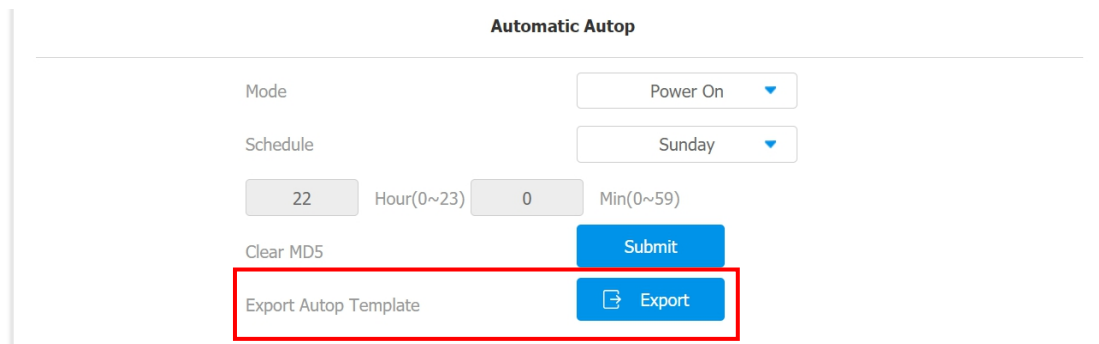 Automatic Autop
Mode Power On
Schedule Sunday
22 Hour(0~23) 0 Min(0~59)
Clear MD5 Submit
Export Autop Template Export